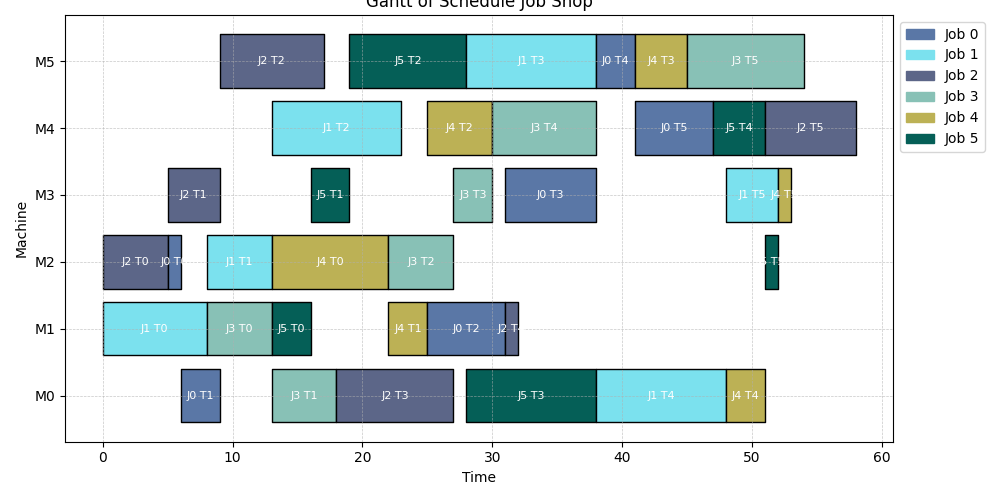 Gantt of Schedule Job Shop
M5
J2 T2
J5 T2
J1 T3
J0 T4
J4 T3
J3 T5
M4
J1 T2
J4 T2
J3 T4
J0 T5
J5 T4
J2 T5
M3
J2 T1
J5 T1
J3 T3
J0 T3
J1 T5
J4
M2
J2 T0
J0
J1 T1
J4 T0
J3 T2
M1
J1 T0
J3 T0
J5 T0
J4 T1
J0 T2
J2
M0
J0 T1
J3 T1
J2 T3
J5 T3
J1 T4
J4 T4
0
10
20
30
40
50
60
Time
Machine
Job 0
Job 1
Job 2
Job 3
Job 4
Job 5